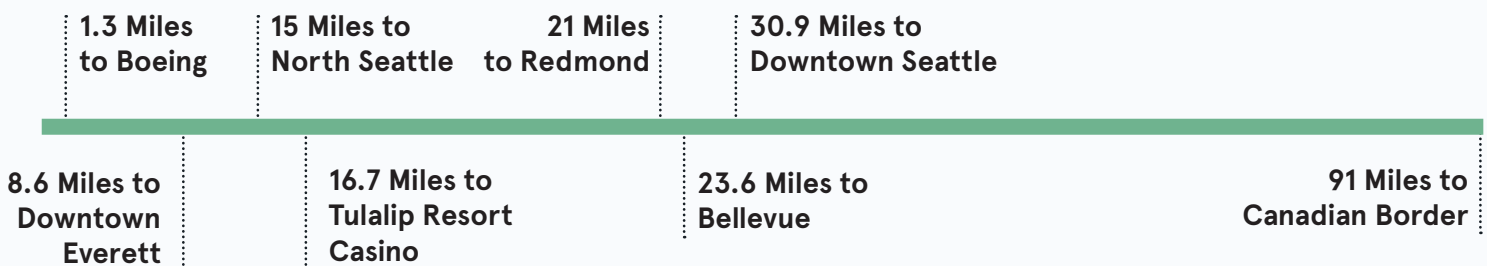 1.3 Miles
to Boeing
15 Miles to
North Seattle
21 Miles
to Redmond
30.9 Miles to
Downtown Seattle
8.6 Miles to
Downtown
Everett
16.7 Miles to
Tulalip Resort
Casino
23.6 Miles to
Bellevue
91 Miles to
Canadian Border